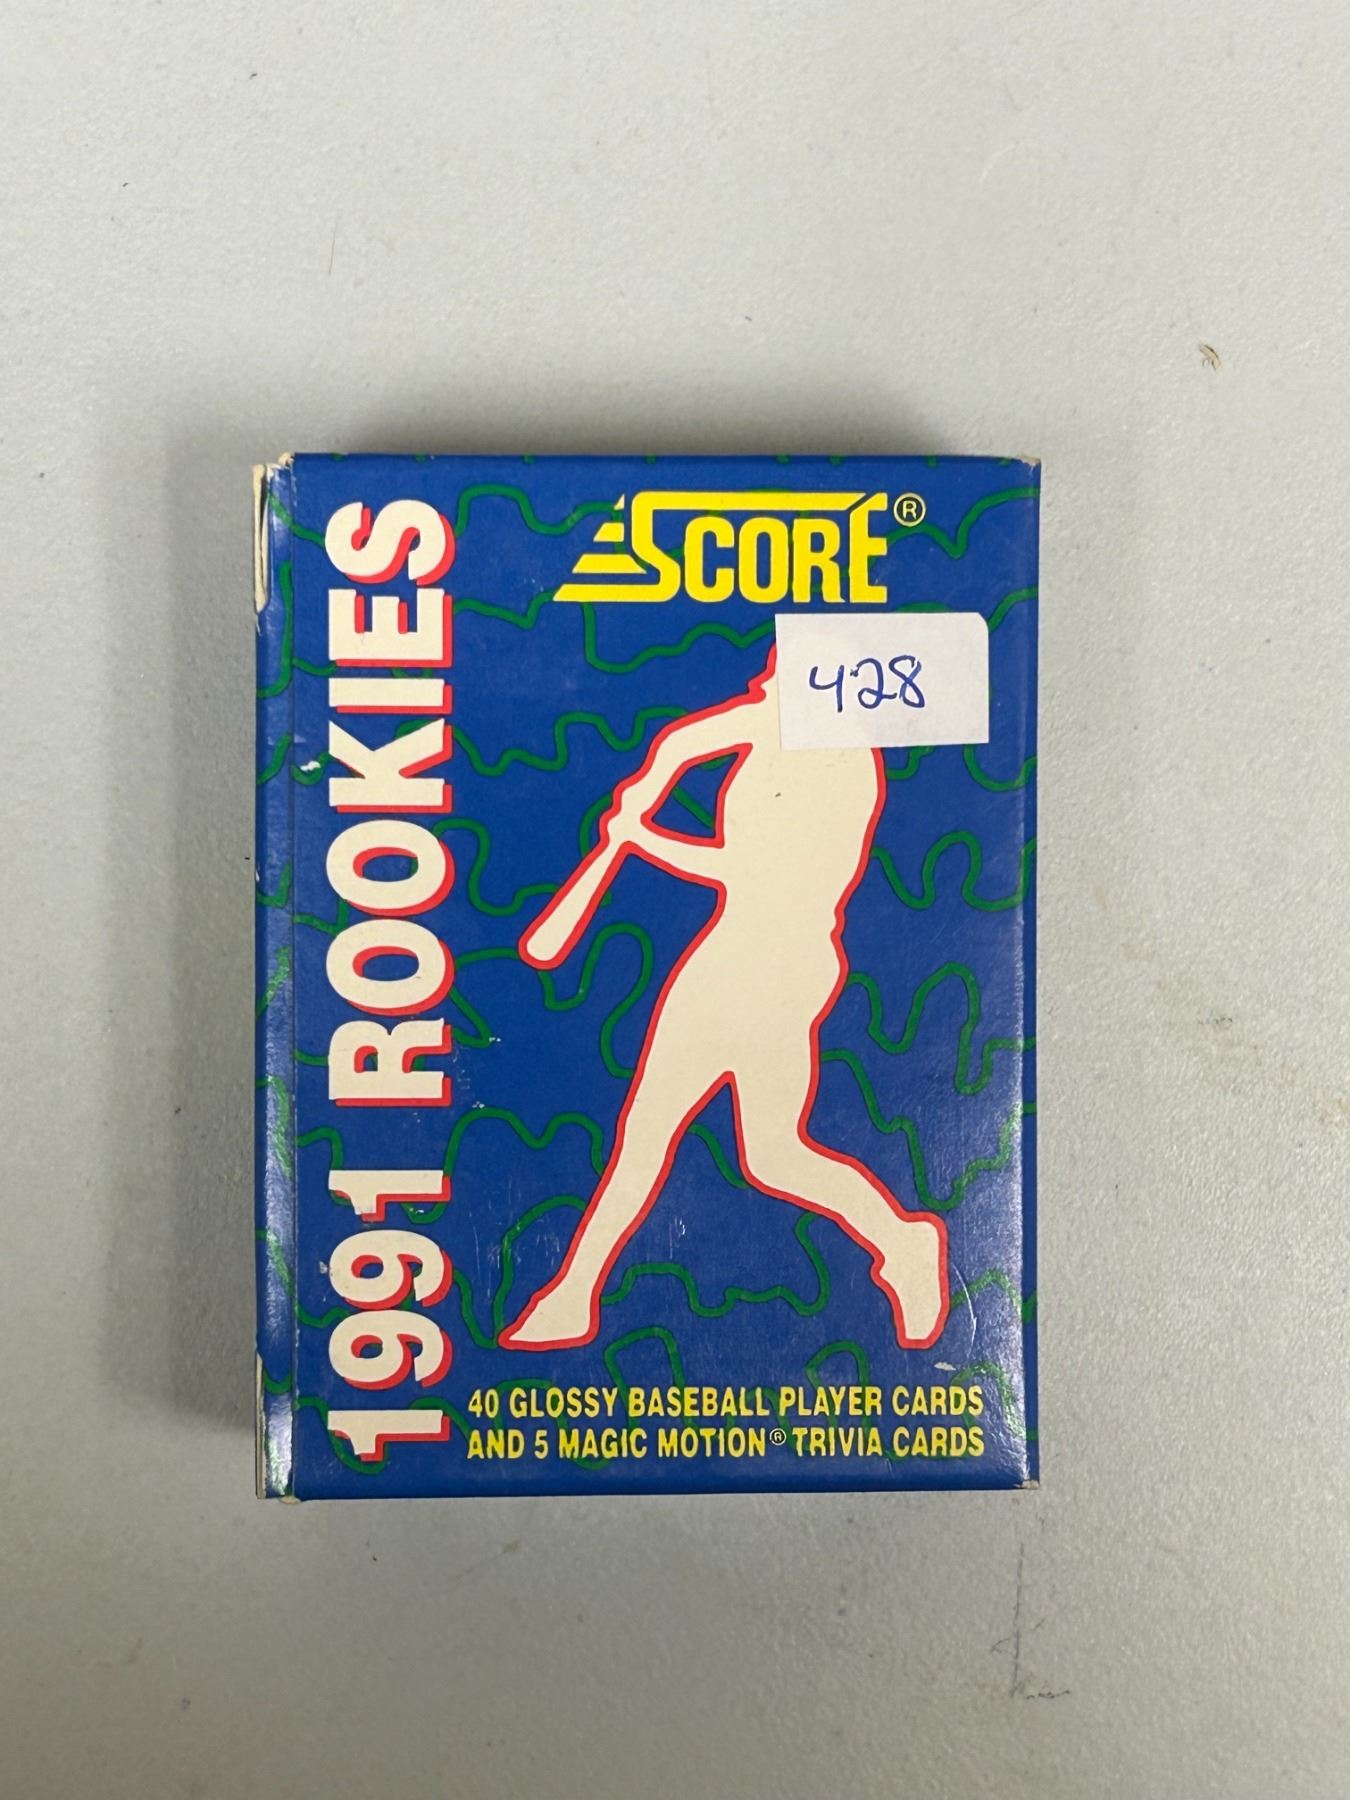 SCORE®
428
1991 ROOKIES
40 GLOSSY BASEBALL PLAYER CARDS
AND 5 MAGIC MOTION® TRIVIA CARDS